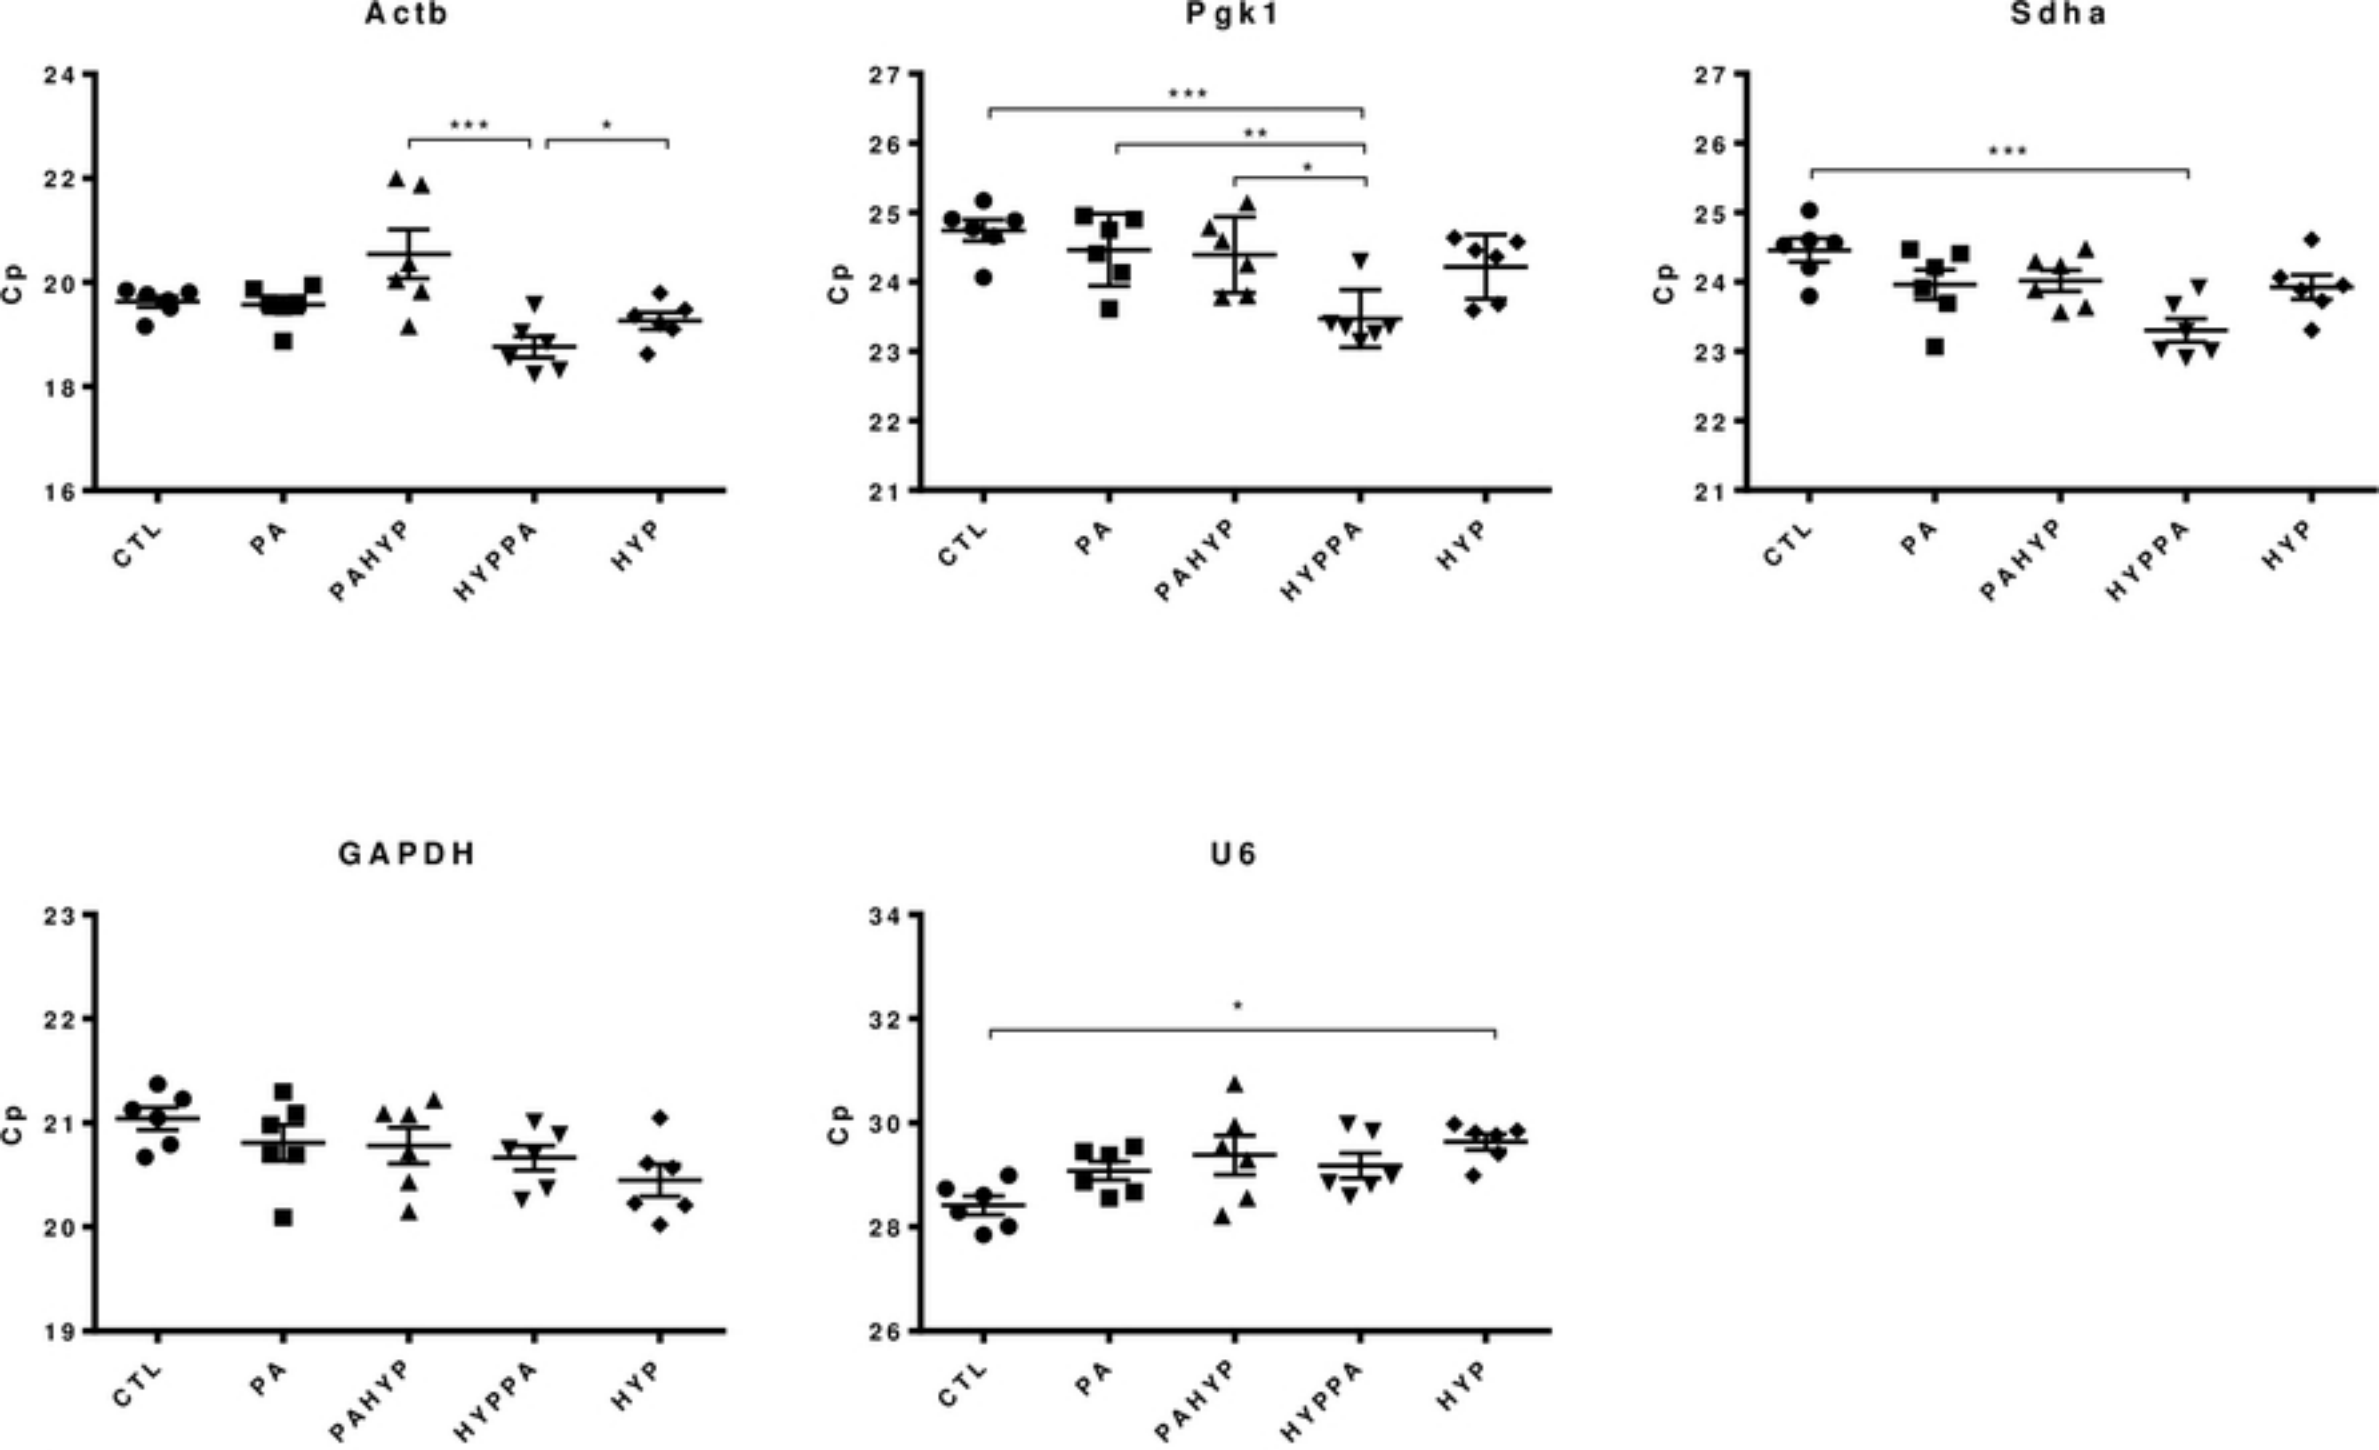 Actb
Pgk1
Sdha
24
22
20
18
16
Cp
***
*
CTL
PA
PAHYP
HYPPA
HYP
27
26
25
24
23
22
21
Cp
***
**
*
CTL
PA
PAHYP
HYPPA
HYP
27
26
25
24
23
22
21
Cp
***
CTL
PA
PAHYP
HYPPA
HYP
GAPDH
U6
23
22
21
20
19
Cp
CTL
PA
PAHYP
HYPPA
HYP
34
32
30
28
26
Cp
*
CTL
PA
PAHYP
HYPPA
HYP